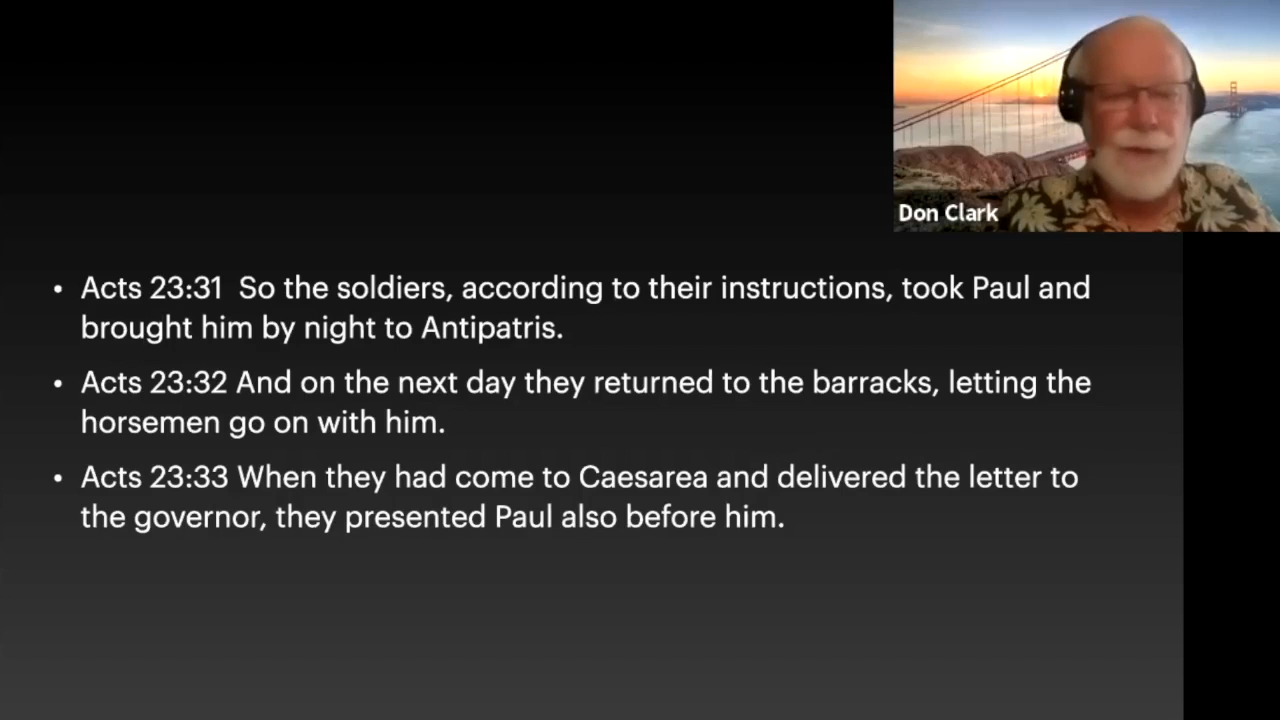 Don Clark
• Acts 23:31  So the soldiers, according to their instructions, took Paul and
brought him by night to Antipatris.
• Acts 23:32 And on the next day they returned to the barracks, letting the
horsemen go on with him.
• Acts 23:33 When they had come to Caesarea and delivered the letter to
the governor, they presented Paul also before him.